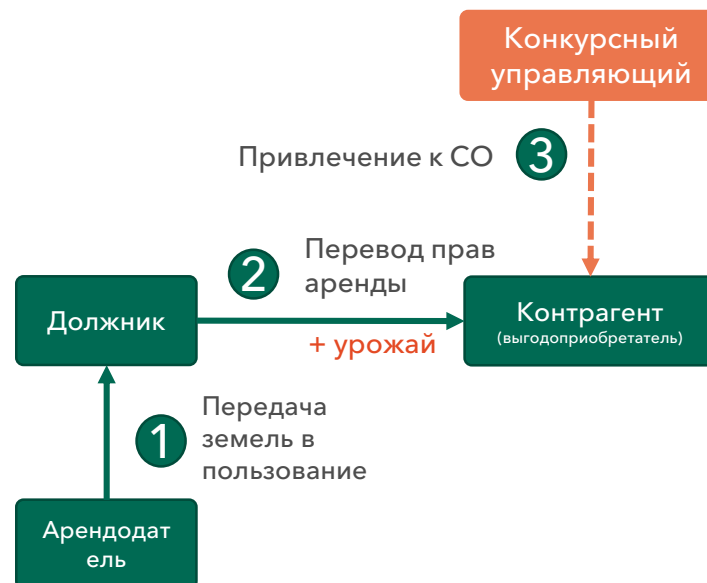 Конкурсный
управляющий
Привлечение к СО
3
2
Перевод прав
аренды
Должник
Контрагент
(выгодоприобретатель)
+ урожай
1
Передача
земель в
пользование
Арендодат
ель